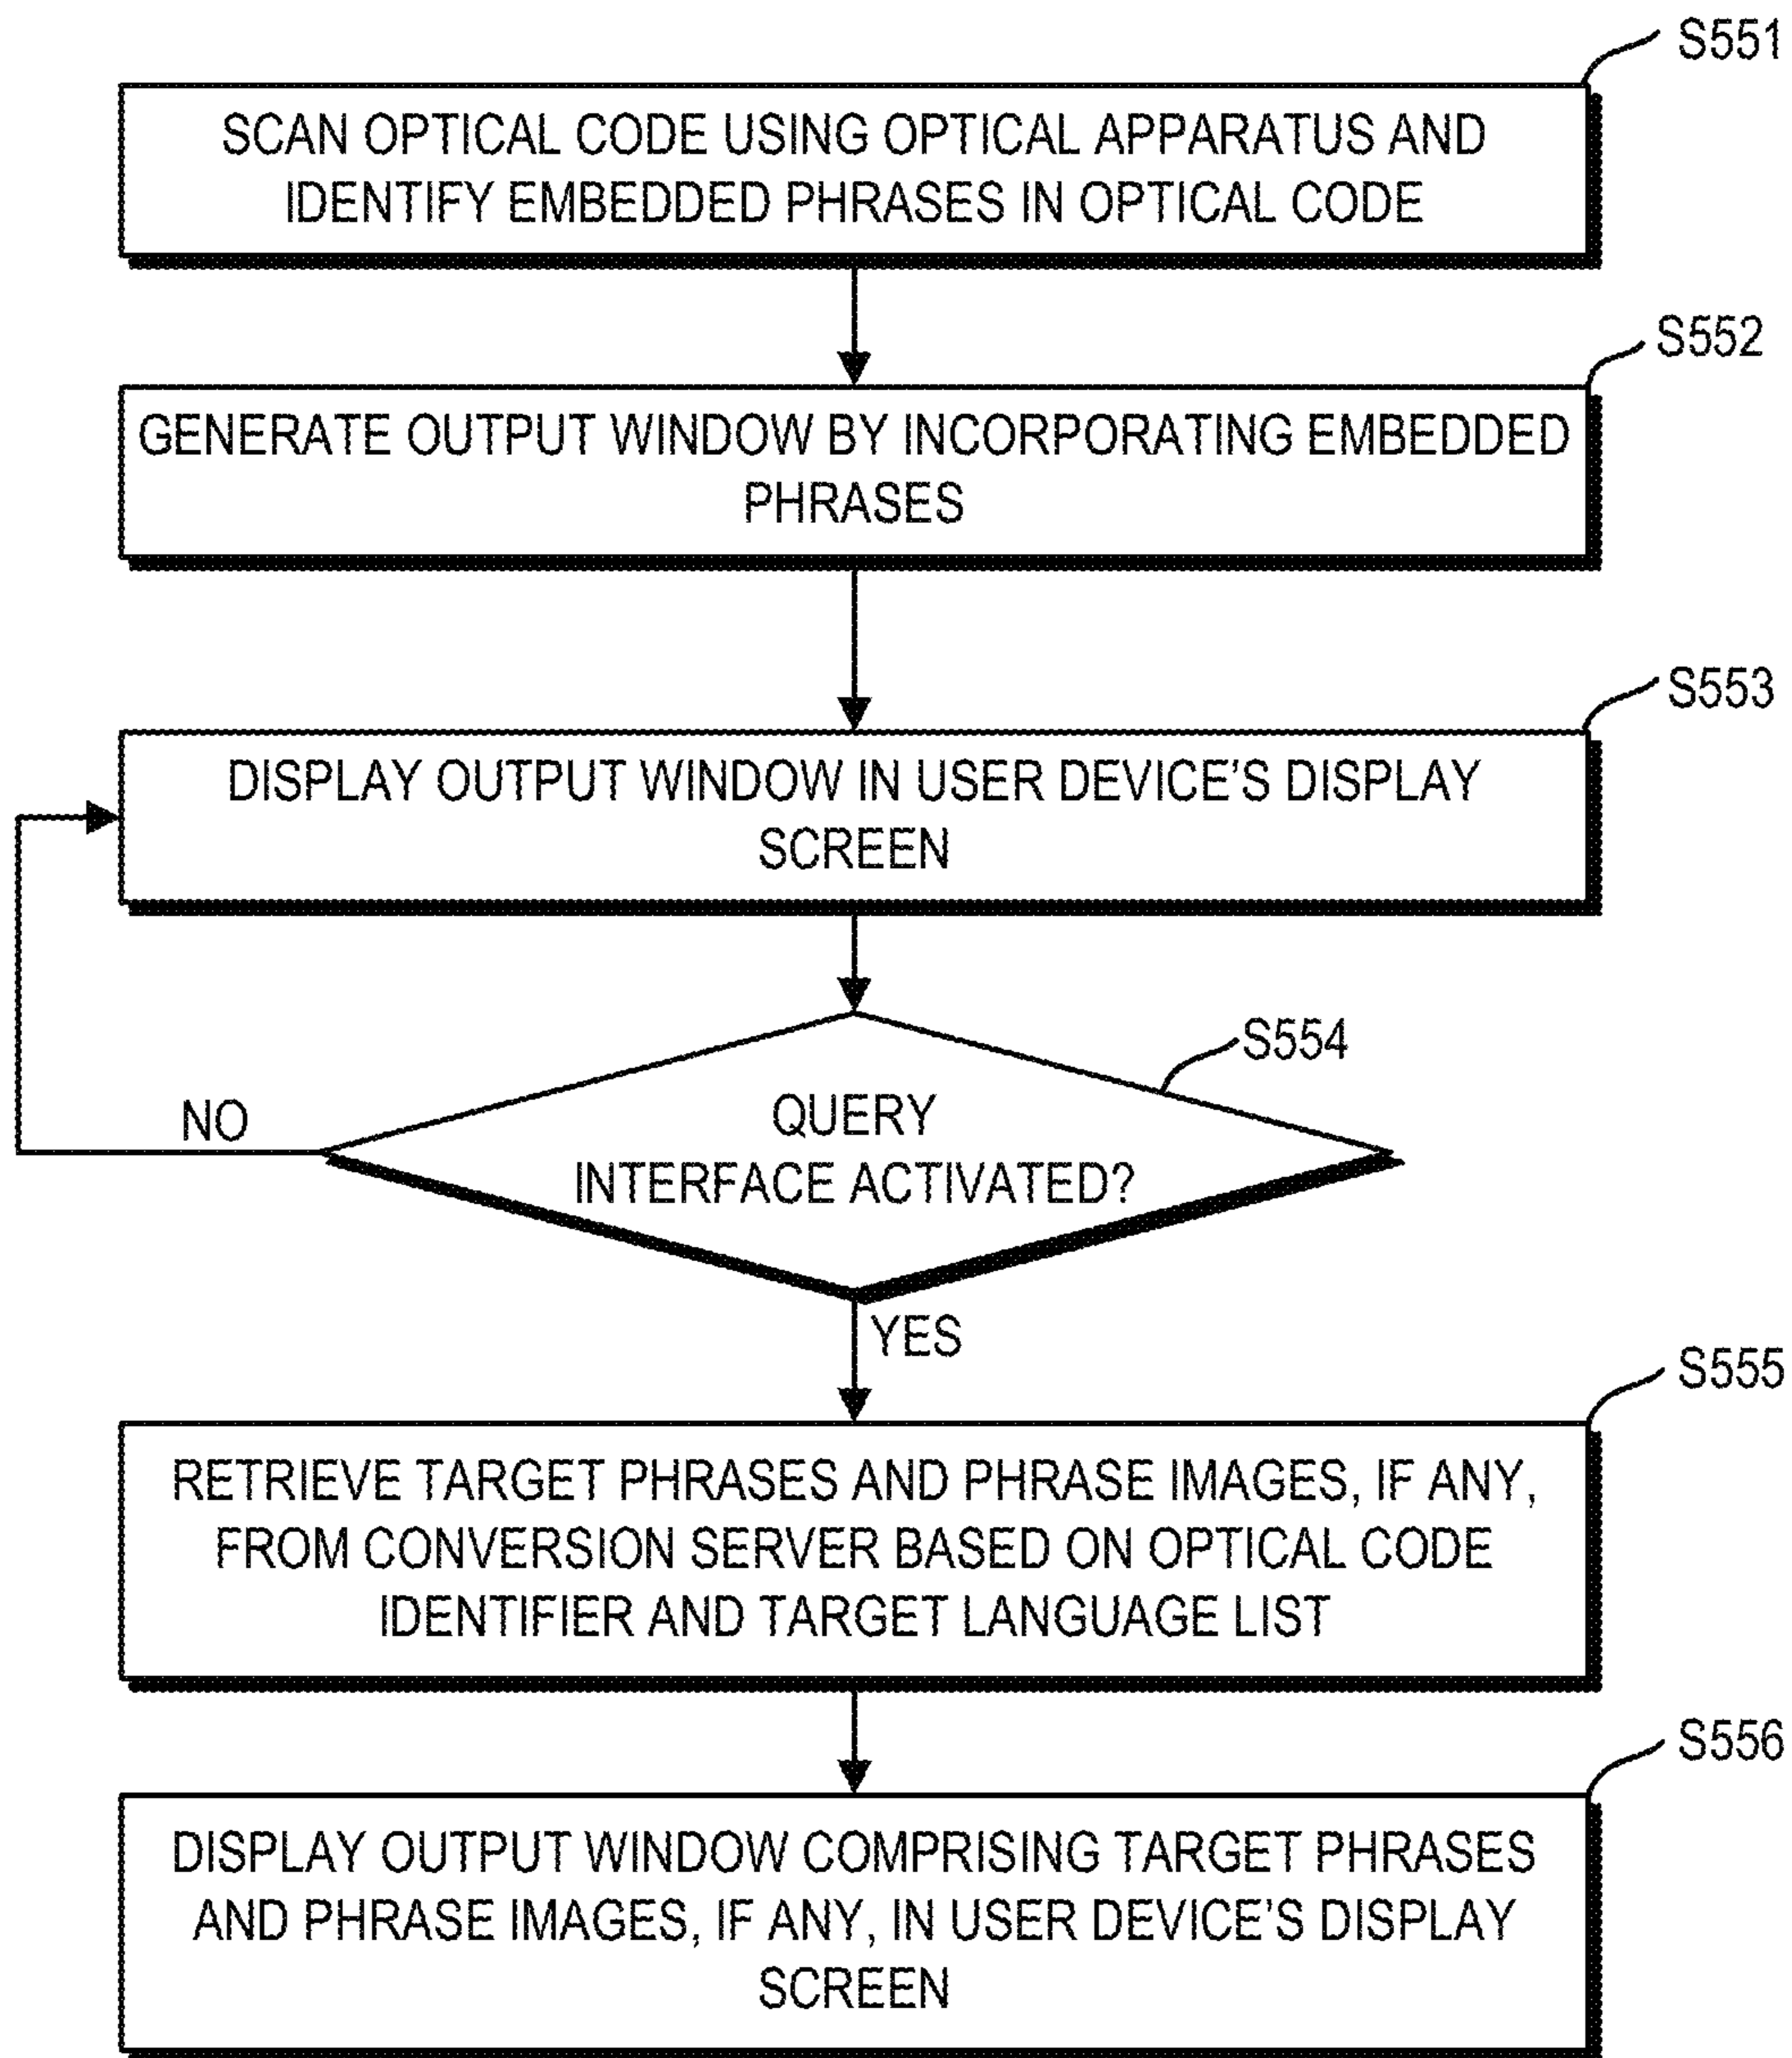 S551
SCAN OPTICAL CODE USING OPTICAL APPARATUS AND
IDENTIFY EMBEDDED PHRASES IN OPTICAL CODE
S552
GENERATE OUTPUT WINDOW BY INCORPORATING EMBEDDED
PHRASES
S553
DISPLAY OUTPUT WINDOW IN USER DEVICE'S DISPLAY
SCREEN
S554
NO
QUERY
INTERFACE ACTIVATED?
YES
S555
RETRIEVE TARGET PHRASES AND PHRASE IMAGES, IF ANY,
FROM CONVERSION SERVER BASED ON OPTICAL CODE
IDENTIFIER AND TARGET LANGUAGE LIST
S556
DISPLAY OUTPUT WINDOW COMPRISING TARGET PHRASES
AND PHRASE IMAGES, IF ANY, IN USER DEVICE'S DISPLAY
SCREEN